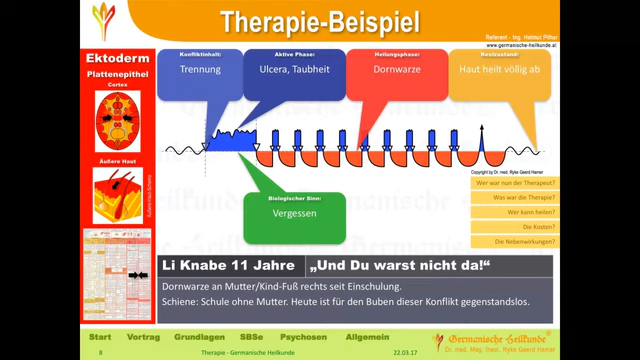 Therapie-Beispiel
Referent - Ing. Helmut Pilhar
www.germanische-heilkunde.at
Ektoderm
Plattenepithel
Cortex
Äußere Haut
Äußere-Haut-Schema
Konfliktinhalt:
Trennung
Aktive Phase:
Ulcera, Taubheit
Heilungsphase:
Dornwarze
Restzustand:
Haut heilt völlig ab
Biologischer Sinn:
Vergessen
Copyright by Dr. med. Ryke Geerd Hamer
Wer war nun der Therapeut?
Was war die Therapie?
Wer kann heilen?
Die Kosten?
Die Nebenwirkungen?
Li Knabe 11 Jahre
„Und Du warst nicht da!“
Dornwarze an Mutter/Kind-Fuß rechts seit Einschulung.
Schiene: Schule ohne Mutter. Heute ist für den Buben dieser Konflikt gegenstandslos.
Start Vortrag Grundlagen SBSe Psychosen Allgemein
Germanische Heilkunde®
Dr. med. Mag. theol. Ryke Geerd Hamer
8 Therapie - Germanische Heilkunde 22.03.17